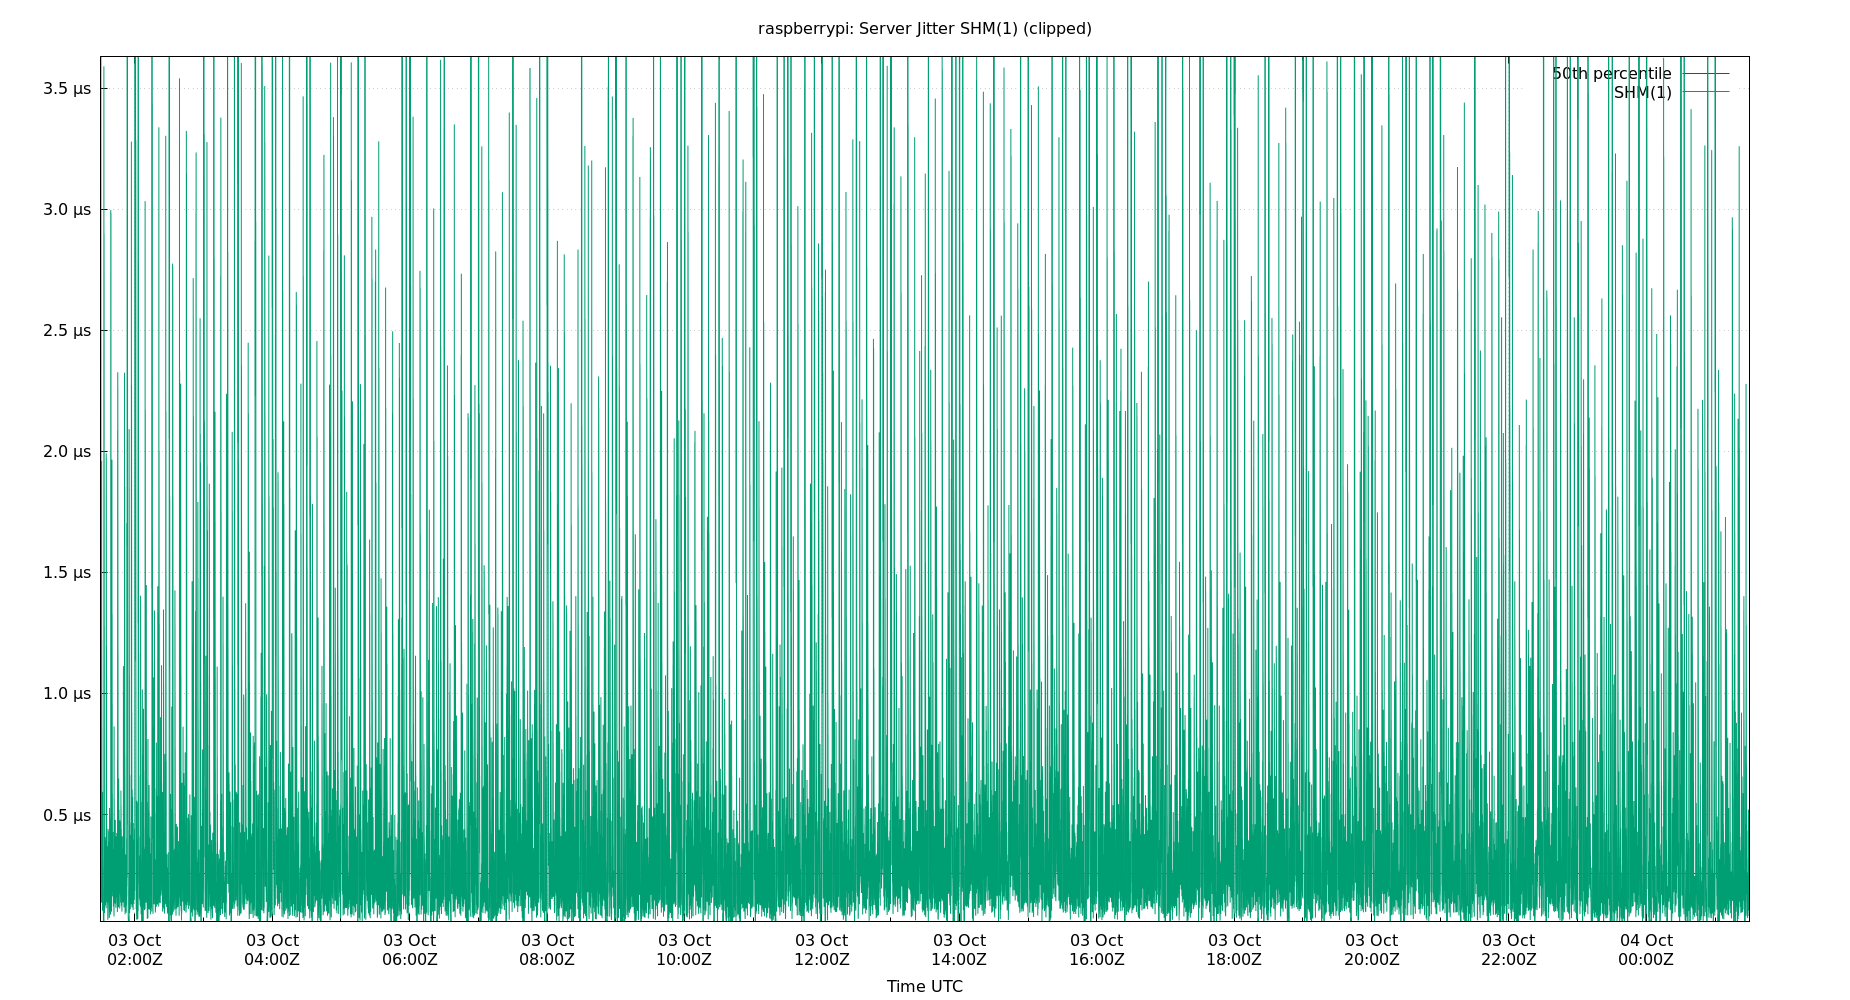 raspberrypi: Server Jitter SHM(1) (clipped)
50th percentile
SHM(1)
3.5 µs
3.0 µs
2.5 µs
2.0 µs
1.5 µs
1.0 µs
0.5 µs
03 Oct 03 Oct 03 Oct 03 Oct 03 Oct 03 Oct 03 Oct 03 Oct 03 Oct 03 Oct 03 Oct 04 Oct
02:00Z 04:00Z 06:00Z 08:00Z 10:00Z 12:00Z 14:00Z 16:00Z 18:00Z 20:00Z 22:00Z 00:00Z
Time UTC